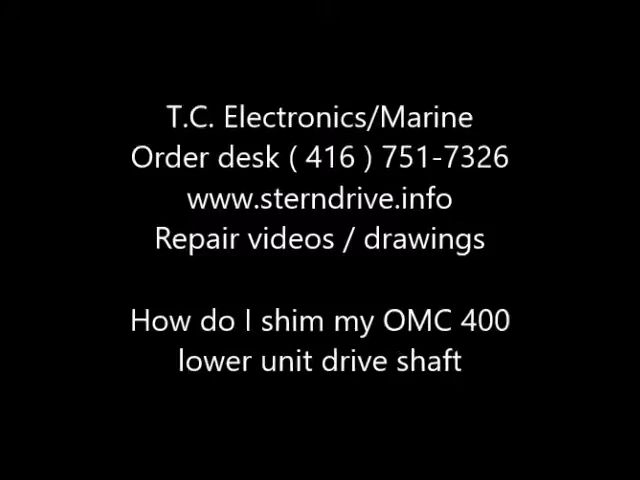 T.C. Electronics/Marine
Order desk ( 416 ) 751-7326
www.sterndrive.info
Repair videos / drawings
How do I shim my OMC 400
lower unit drive shaft